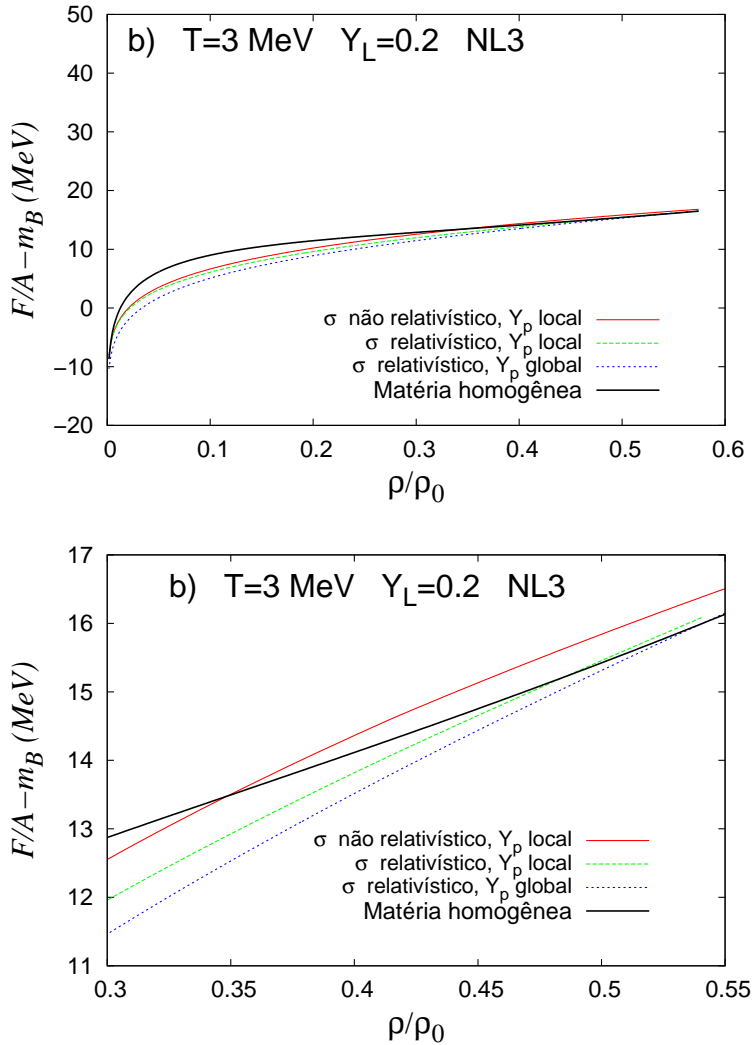 b) T=3 MeV Y_L=0.2 NL3
50
40
30
20
10
0
−10
−20
F/A−m_B (MeV)
σ não relativístico, Y_p local
σ relativístico, Y_p local
σ relativístico, Y_p global
Matéria homogênea
0 0.1 0.2 0.3 0.4 0.5 0.6
ρ/ρ_0
b) T=3 MeV Y_L=0.2 NL3
17
16
15
14
13
12
11
F/A−m_B (MeV)
σ não relativístico, Y_p local
σ relativístico, Y_p local
σ relativístico, Y_p global
Matéria homogênea
0.3 0.35 0.4 0.45 0.5 0.55
ρ/ρ_0